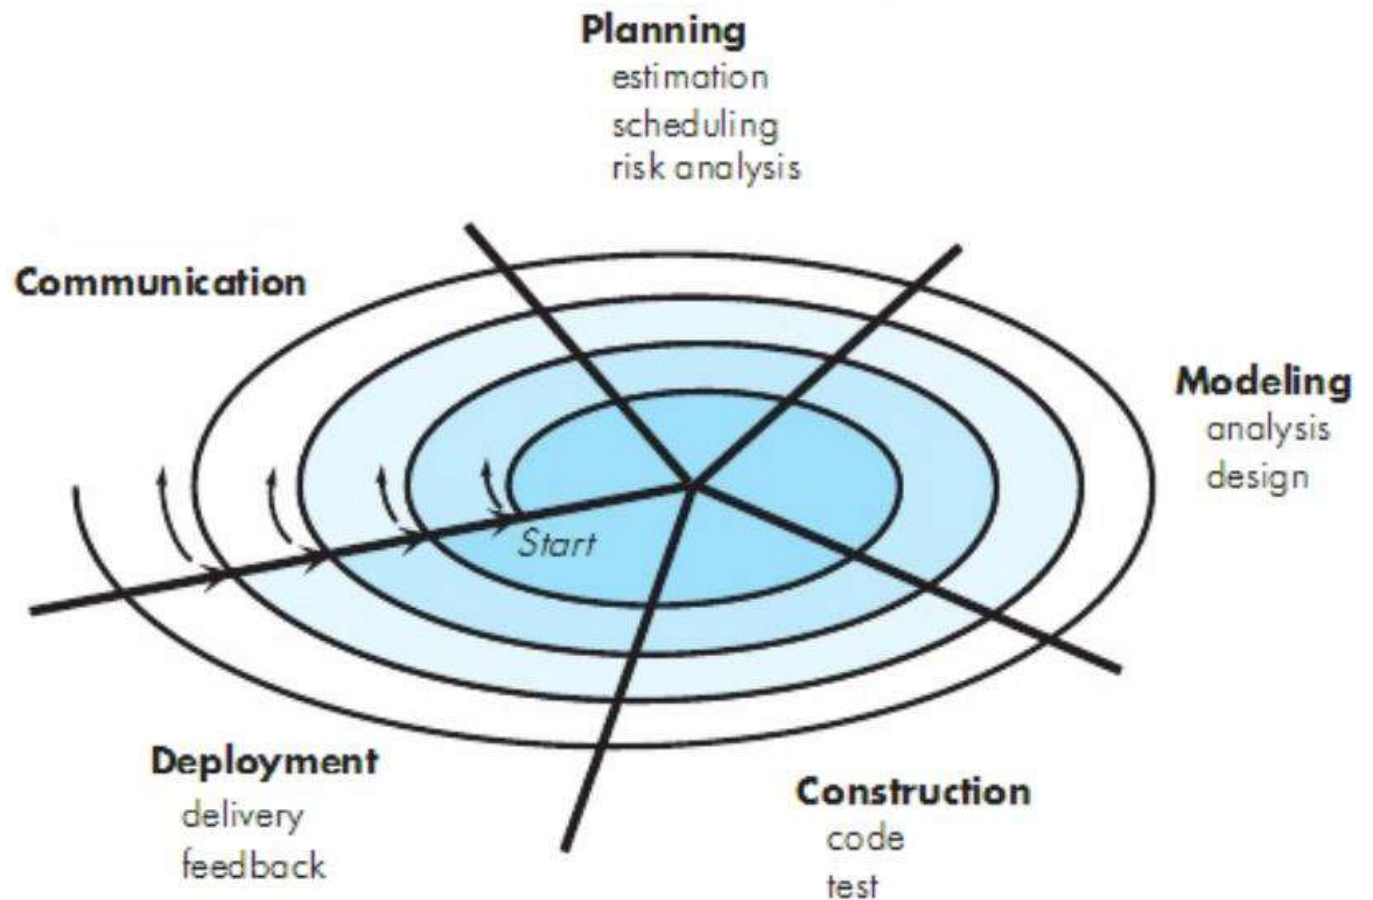 Planning
estimation
scheduling
risk analysis
Communication
Modeling
analysis
design
Start
Deployment
delivery
feedback
Construction
code
test